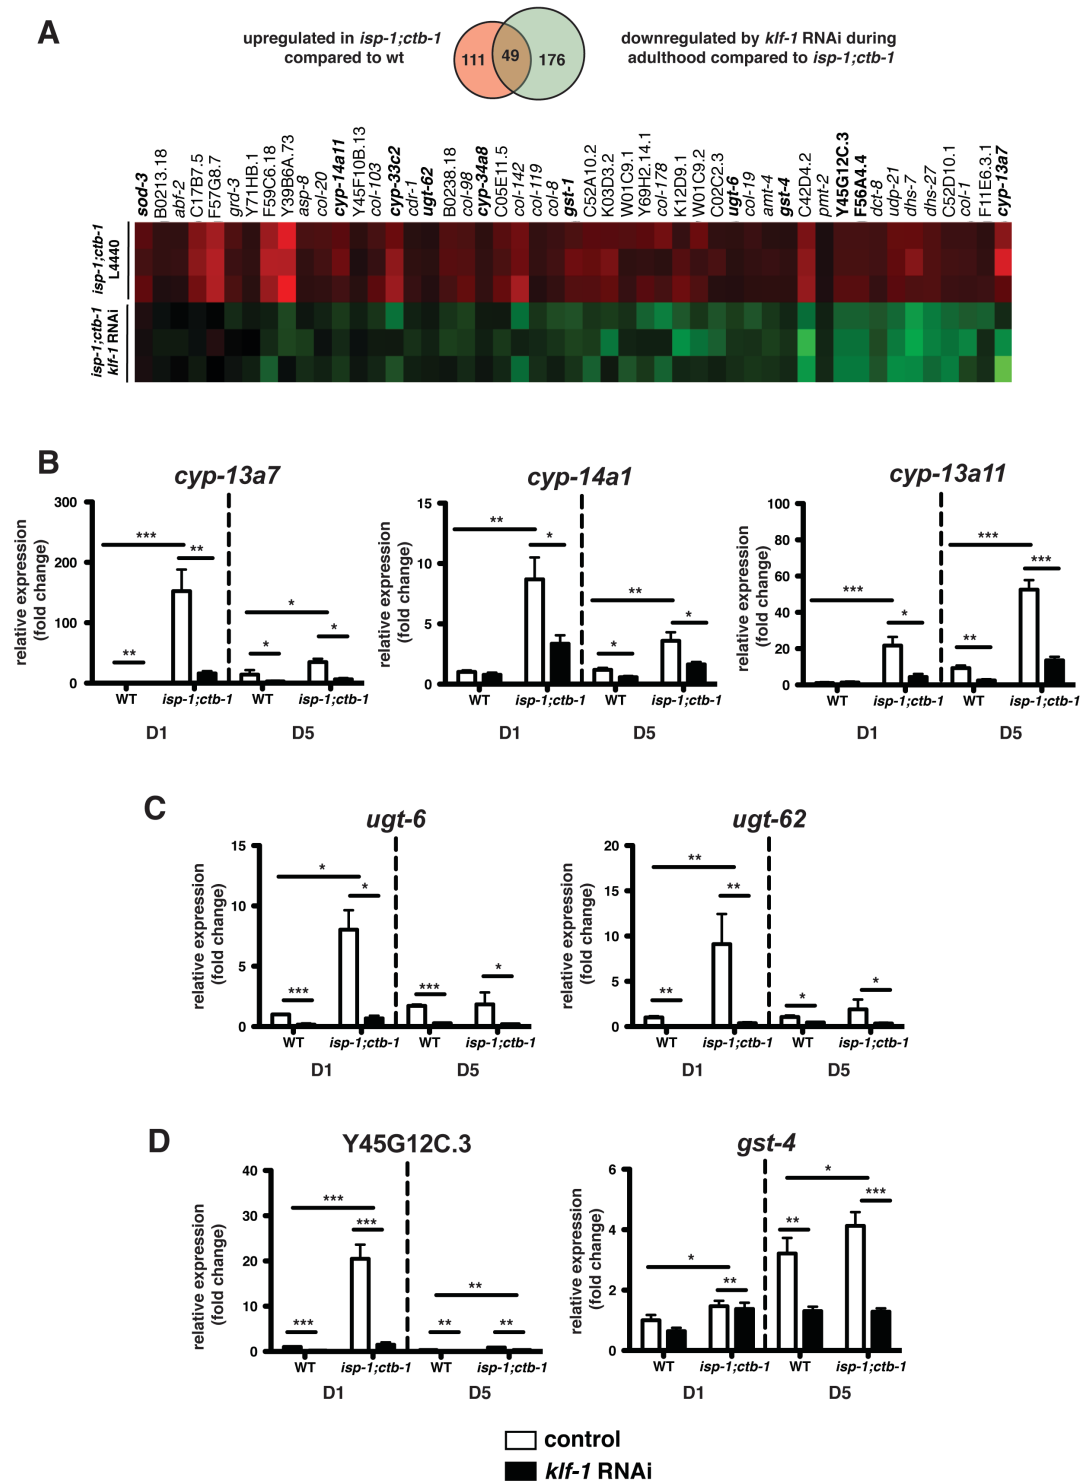 A
upregulated in isp-1;ctb-1
compared to wt
111 49 176
downregulated by klf-1 RNAi during
adulthood compared to isp-1;ctb-1
sod-3
B0213.18
abf-2
C17B7.5
F57G8.7
grd-3
Y71HB.1
F59C6.18
Y39B6A.73
asp-8
col-20
cyp-14a11
Y45F10B.13
col-103
cyp-33c2
cdr-1
ugt-62
B0238.18
col-98
cyp-34a8
C05E11.5
col-142
col-119
col-8
gst-1
C52A10.2
K03D3.2
W01C9.1
Y69H2.14.1
col-178
K12D9.1
W01C9.2
C02C2.3
ugt-6
col-19
amt-4
gst-4
C42D4.2
pmt-2
Y45G12C.3
F56A4.4
dct-8
udp-21
dhs-7
dhs-27
C52D10.1
col-1
F11E6.3.1
cyp-13a7
isp-1;ctb-1
L4440
isp-1;ctb-1
klf-1 RNAi
B
cyp-13a7
relative expression
(fold change)
300
200
100
0
*** ** ** * * *
WT isp-1;ctb-1 WT isp-1;ctb-1
D1 D5
cyp-14a1
relative expression
(fold change)
15
10
5
0
** * ** * *
WT isp-1;ctb-1 WT isp-1;ctb-1
D1 D5
cyp-13a11
relative expression
(fold change)
100
80
60
40
20
0
*** * *** *** **
WT isp-1;ctb-1 WT isp-1;ctb-1
D1 D5
C
ugt-6
relative expression
(fold change)
15
10
5
0
* * *** *** *
WT isp-1;ctb-1 WT isp-1;ctb-1
D1 D5
ugt-62
relative expression
(fold change)
20
15
10
5
0
** ** ** * *
WT isp-1;ctb-1 WT isp-1;ctb-1
D1 D5
D
Y45G12C.3
relative expression
(fold change)
40
30
20
10
0
*** *** *** ** ** **
WT isp-1;ctb-1 WT isp-1;ctb-1
D1 D5
gst-4
relative expression
(fold change)
6
4
2
0
* ** ** * ***
WT isp-1;ctb-1 WT isp-1;ctb-1
D1 D5
control
klf-1 RNAi